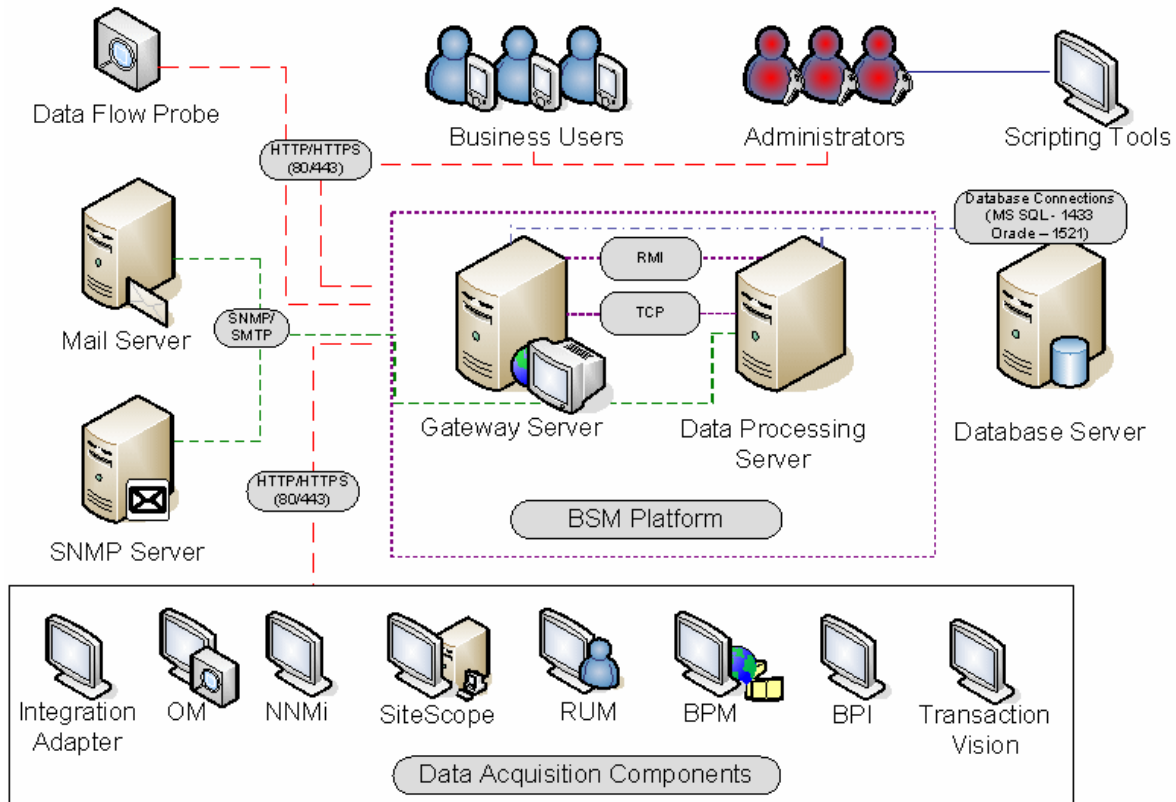 Data Flow Probe
Business Users
Administrators
Scripting Tools
HTTP/HTTPS
(80/443)
Mail Server
SNMP/
SMTP
SNMP Server
HTTP/HTTPS
(80/443)
RMI
TCP
Gateway Server
Data Processing
Server
BSM Platform
Database Connections
(MS SQL - 1433
Oracle – 1521)
Database Server
Integration
Adapter
OM
NNMi
SiteScope
RUM
BPM
BPI
Transaction
Vision
Data Acquisition Components